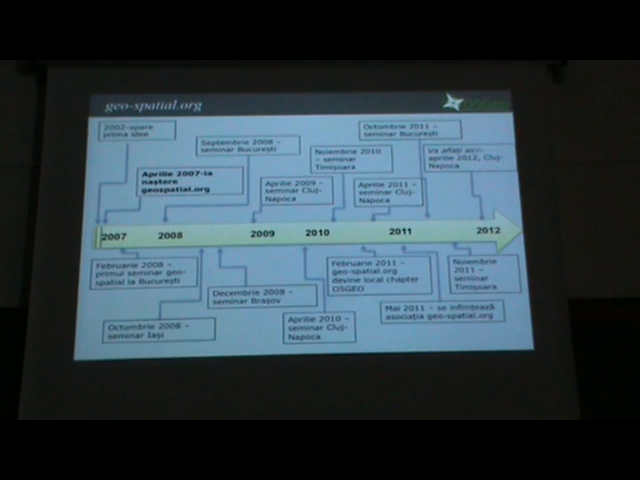 geo-spatial.org
OSGeo
2002-apare
prima idee
Octombrie 2011 –
seminar București
Septembrie 2008 –
seminar București
Noiembrie 2010
– seminar
Timișoara
Va aflați aici-
aprilie 2012, Cluj-
Napoca
Aprilie 2007-ia
naștere
geospatial.org
Aprilie 2009 –
seminar Cluj-
Napoca
Aprilie 2011 –
seminar Cluj-
Napoca
2007
2008
2009
2010
2011
2012
Februarie 2008 –
primul seminar geo-
spatial la București
Februarie 2011 –
geo-spatial.org
devine local chapter
OSGEO
Noiembrie
2011 –
seminar
Timișoara
Decembrie 2008 –
seminar Brașov
Mai 2011 – se înființează
asociația geo-spatial.org
Octombrie 2008 –
seminar Iași
Aprilie 2010 –
seminar Cluj-
Napoca